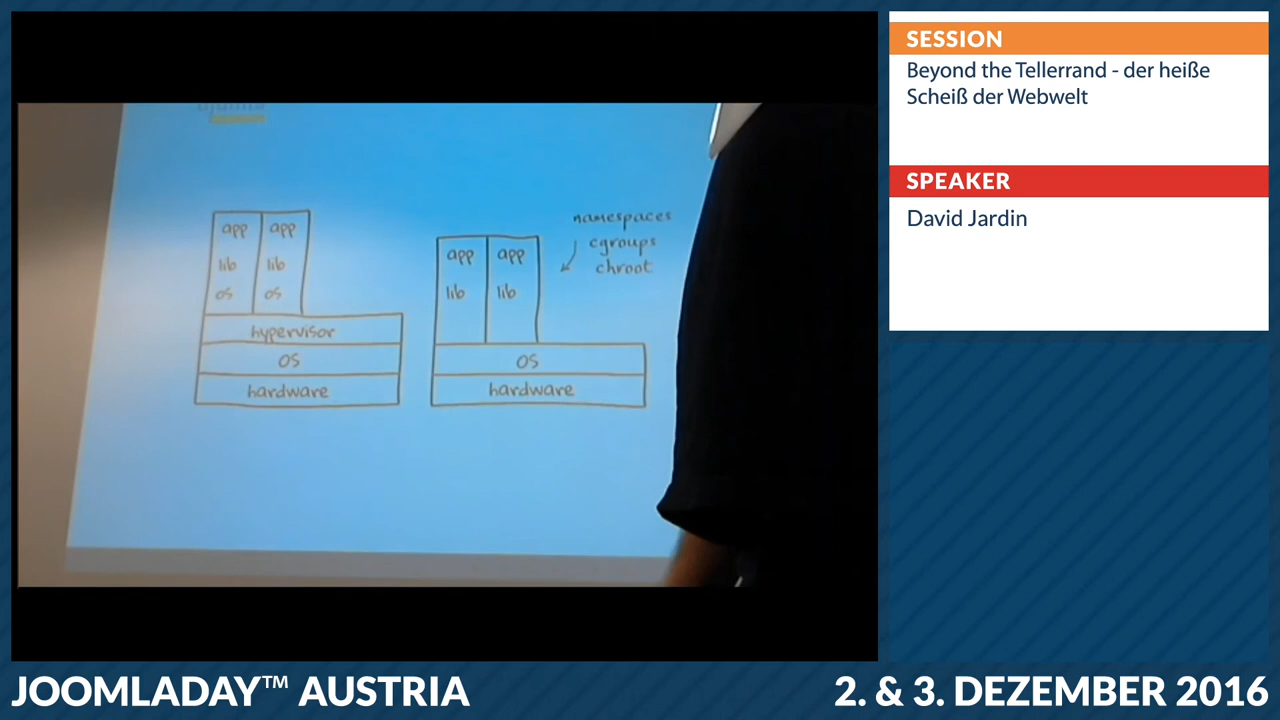 SESSION
Beyond the Tellerrand - der heiße
Scheiß der Webwelt
SPEAKER
David Jardin
app app
lib lib
os os
hypervisor
OS
hardware
namespaces
cgroups
chroot
app app
lib lib
OS
hardware
JOOMLADAY™ AUSTRIA
2. & 3. DEZEMBER 2016